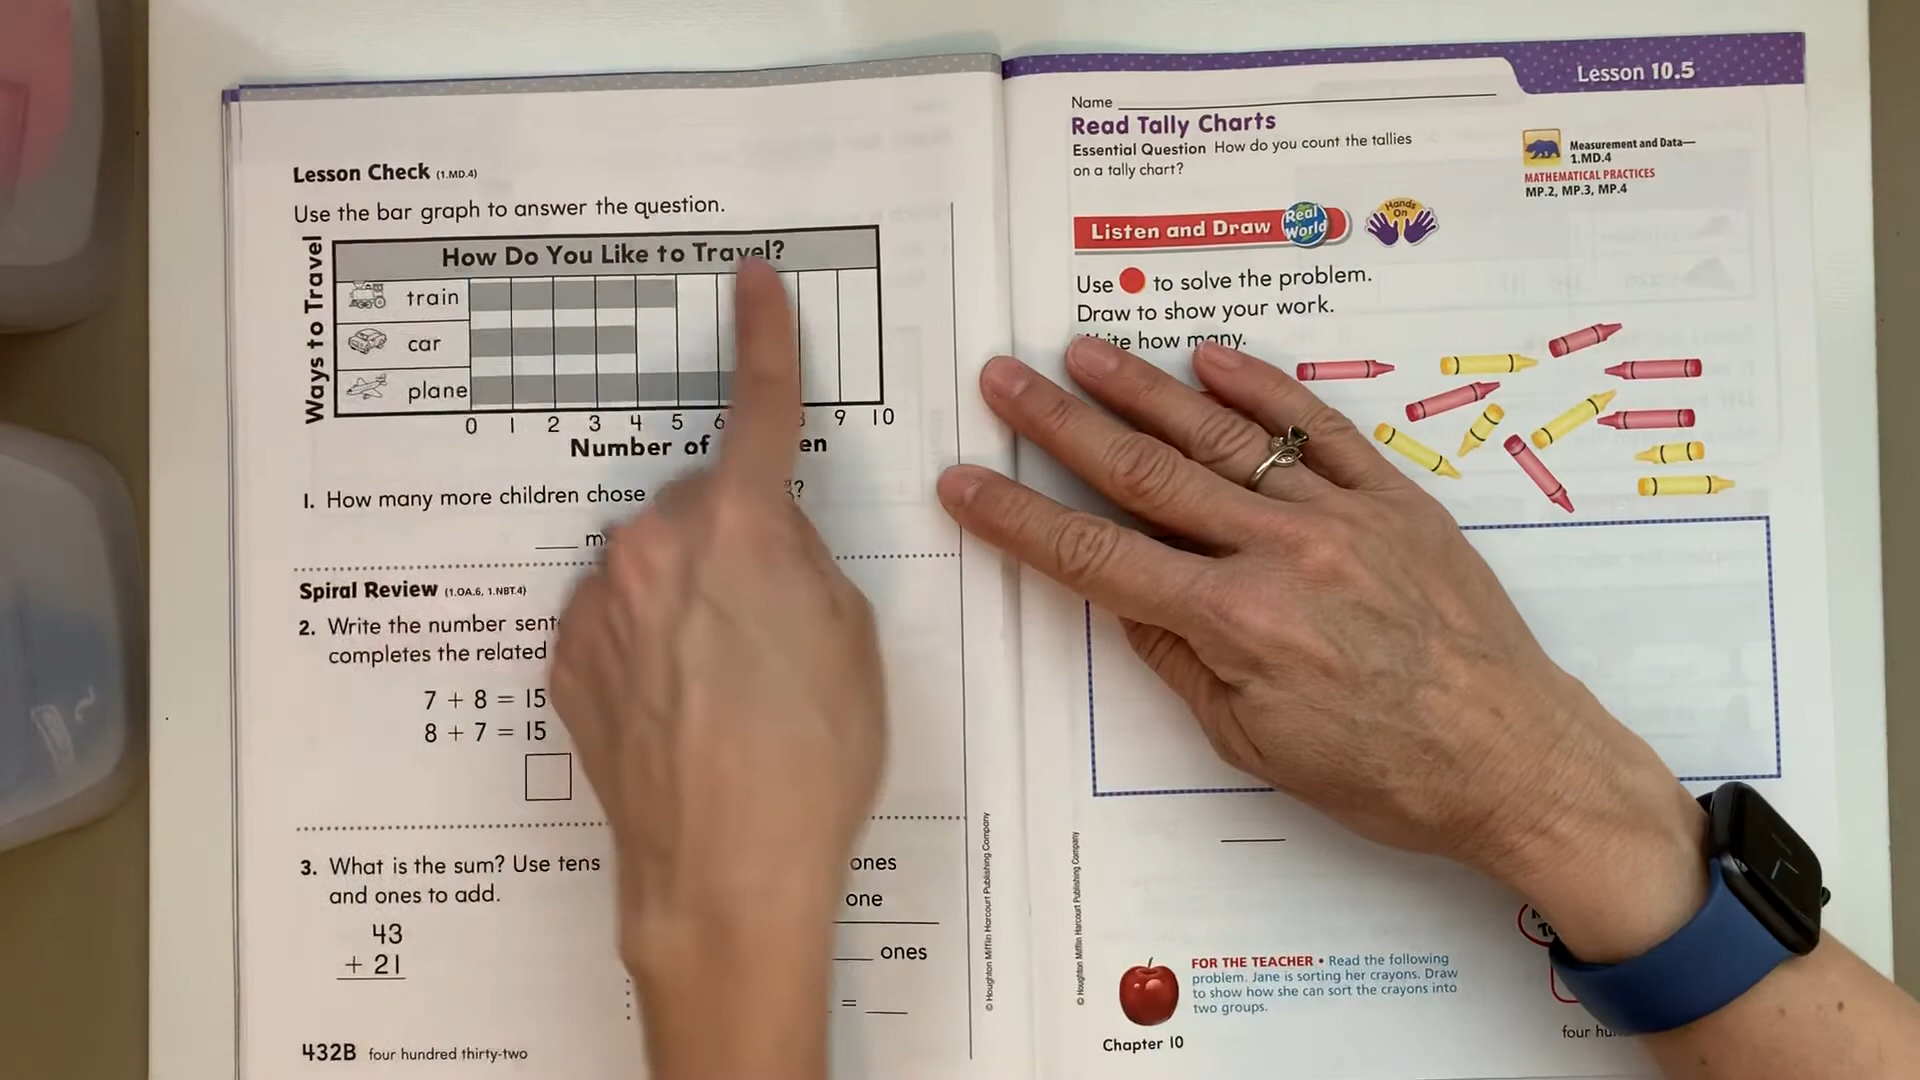 Lesson Check (1.MD.4)
Use the bar graph to answer the question.
How Do You Like to Travel?
Ways to Travel
train
car
plane
0 1 2 3 4 5 6 9 10
Number of
1. How many more children chose ?
Spiral Review (1.OA.6, 1.NBT.4)
2. Write the number
completes the related
7 + 8 = 15
8 + 7 = 15
3. What is the sum? Use tens
and ones to add.
43
+ 21
ones
one
___ ones
= ___
432B four hundred thirty-two
© Houghton Mifflin Harcourt Publishing Company
Lesson 10.5
Name
Read Tally Charts
Essential Question How do you count the tallies
on a tally chart?
Measurement and Data—
1.MD.4
MATHEMATICAL PRACTICES
MP.2, MP.3, MP.4
Listen and Draw
Real World
Hands On
Use to solve the problem.
Draw to show your work.
how many.
© Houghton Mifflin Harcourt Publishing Company
FOR THE TEACHER • Read the following
problem. Jane is sorting her crayons. Draw
to show how she can sort the crayons into
two groups.
Chapter 10
four